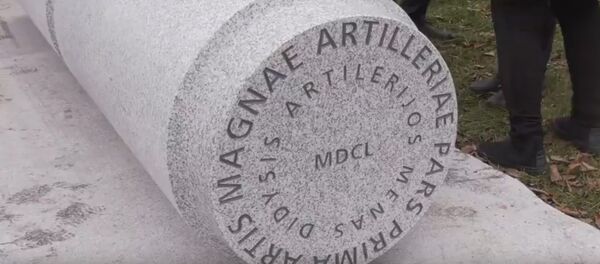 ARTIS MAGNAE ARTILLERIAE PARS PRIMA
DIDYSIS ARTILERIJOS MENAS
MDCL